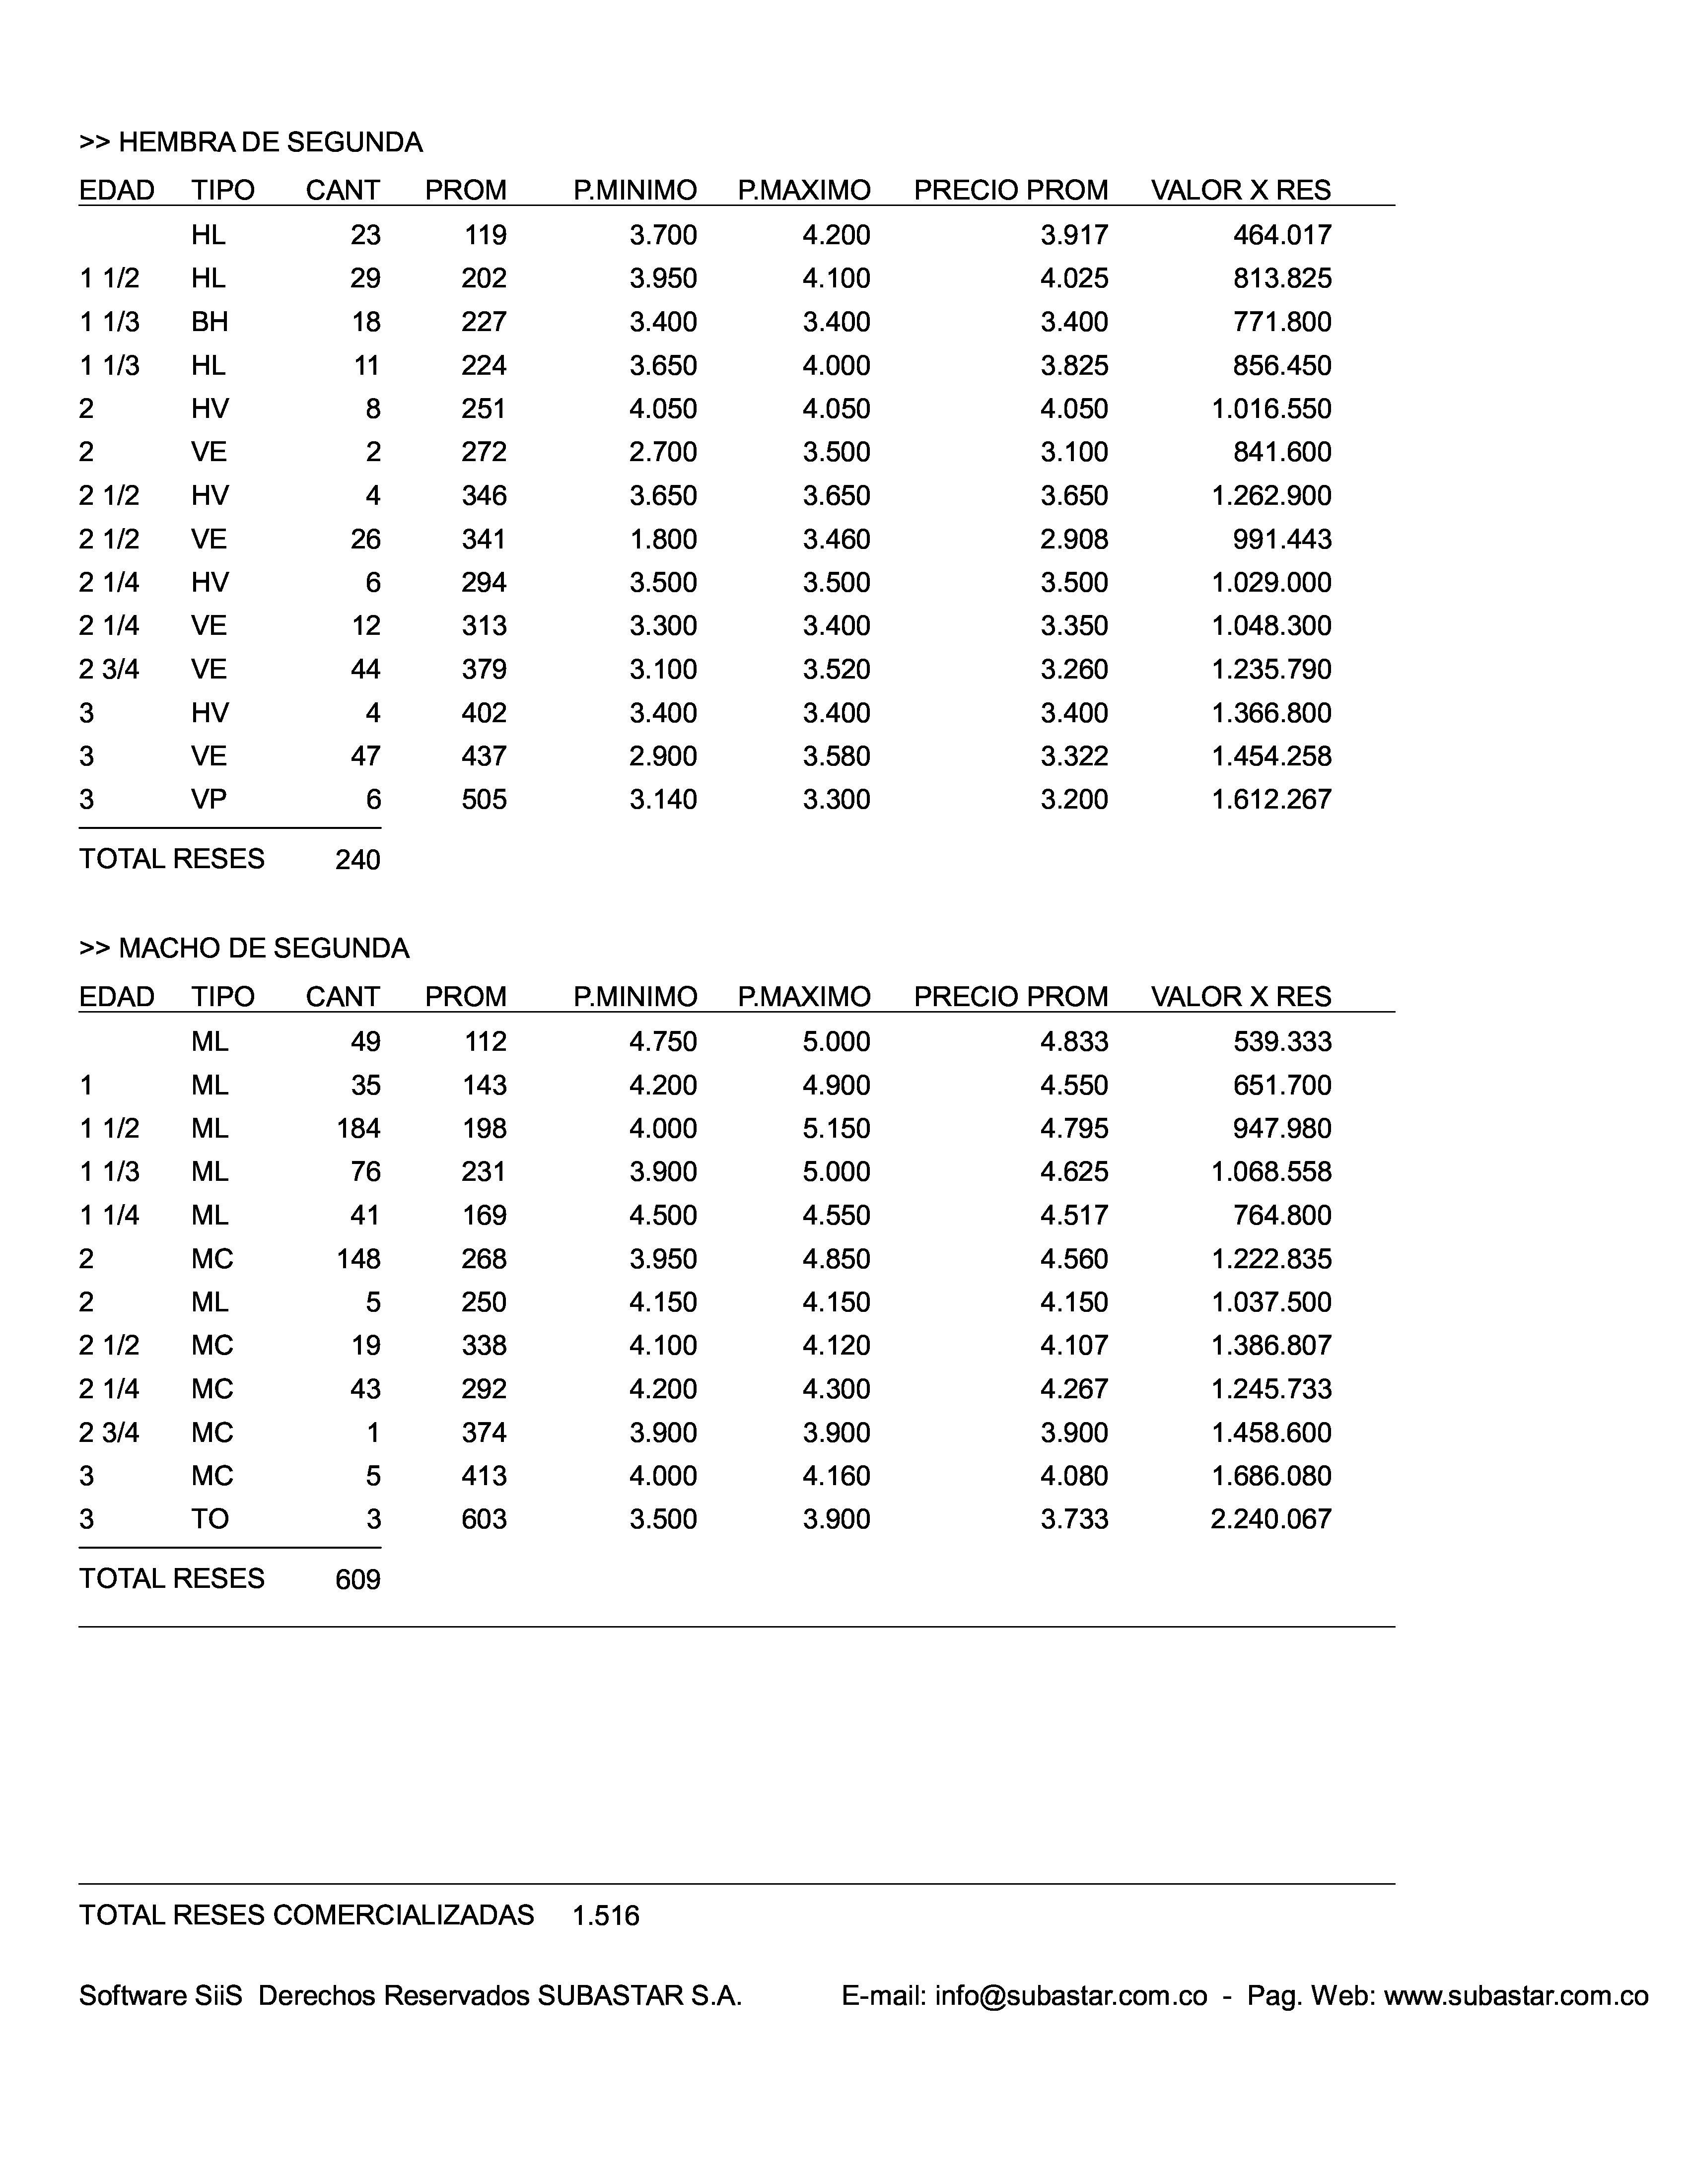 >> HEMBRA DE SEGUNDA
EDAD TIPO CANT PROM P.MINIMO P.MAXIMO PRECIO PROM VALOR X RES
HL 23 119 3.700 4.200 3.917 464.017
1 1/2 HL 29 202 3.950 4.100 4.025 813.825
1 1/3 BH 18 227 3.400 3.400 3.400 771.800
1 1/3 HL 11 224 3.650 4.000 3.825 856.450
2 HV 8 251 4.050 4.050 4.050 1.016.550
2 VE 2 272 2.700 3.500 3.100 841.600
2 1/2 HV 4 346 3.650 3.650 3.650 1.262.900
2 1/2 VE 26 341 1.800 3.460 2.908 991.443
2 1/4 HV 6 294 3.500 3.500 3.500 1.029.000
2 1/4 VE 12 313 3.300 3.400 3.350 1.048.300
2 3/4 VE 44 379 3.100 3.520 3.260 1.235.790
3 HV 4 402 3.400 3.400 3.400 1.366.800
3 VE 47 437 2.900 3.580 3.322 1.454.258
3 VP 6 505 3.140 3.300 3.200 1.612.267
TOTAL RESES 240
>> MACHO DE SEGUNDA
EDAD TIPO CANT PROM P.MINIMO P.MAXIMO PRECIO PROM VALOR X RES
ML 49 112 4.750 5.000 4.833 539.333
1 ML 35 143 4.200 4.900 4.550 651.700
1 1/2 ML 184 198 4.000 5.150 4.795 947.980
1 1/3 ML 76 231 3.900 5.000 4.625 1.068.558
1 1/4 ML 41 169 4.500 4.550 4.517 764.800
2 MC 148 268 3.950 4.850 4.560 1.222.835
2 ML 5 250 4.150 4.150 4.150 1.037.500
2 1/2 MC 19 338 4.100 4.120 4.107 1.386.807
2 1/4 MC 43 292 4.200 4.300 4.267 1.245.733
2 3/4 MC 1 374 3.900 3.900 3.900 1.458.600
3 MC 5 413 4.000 4.160 4.080 1.686.080
3 TO 3 603 3.500 3.900 3.733 2.240.067
TOTAL RESES 609
TOTAL RESES COMERCIALIZADAS 1.516
Software SiiS Derechos Reservados SUBASTAR S.A. E-mail: info@subastar.com.co - Pag. Web: www.subastar.com.co